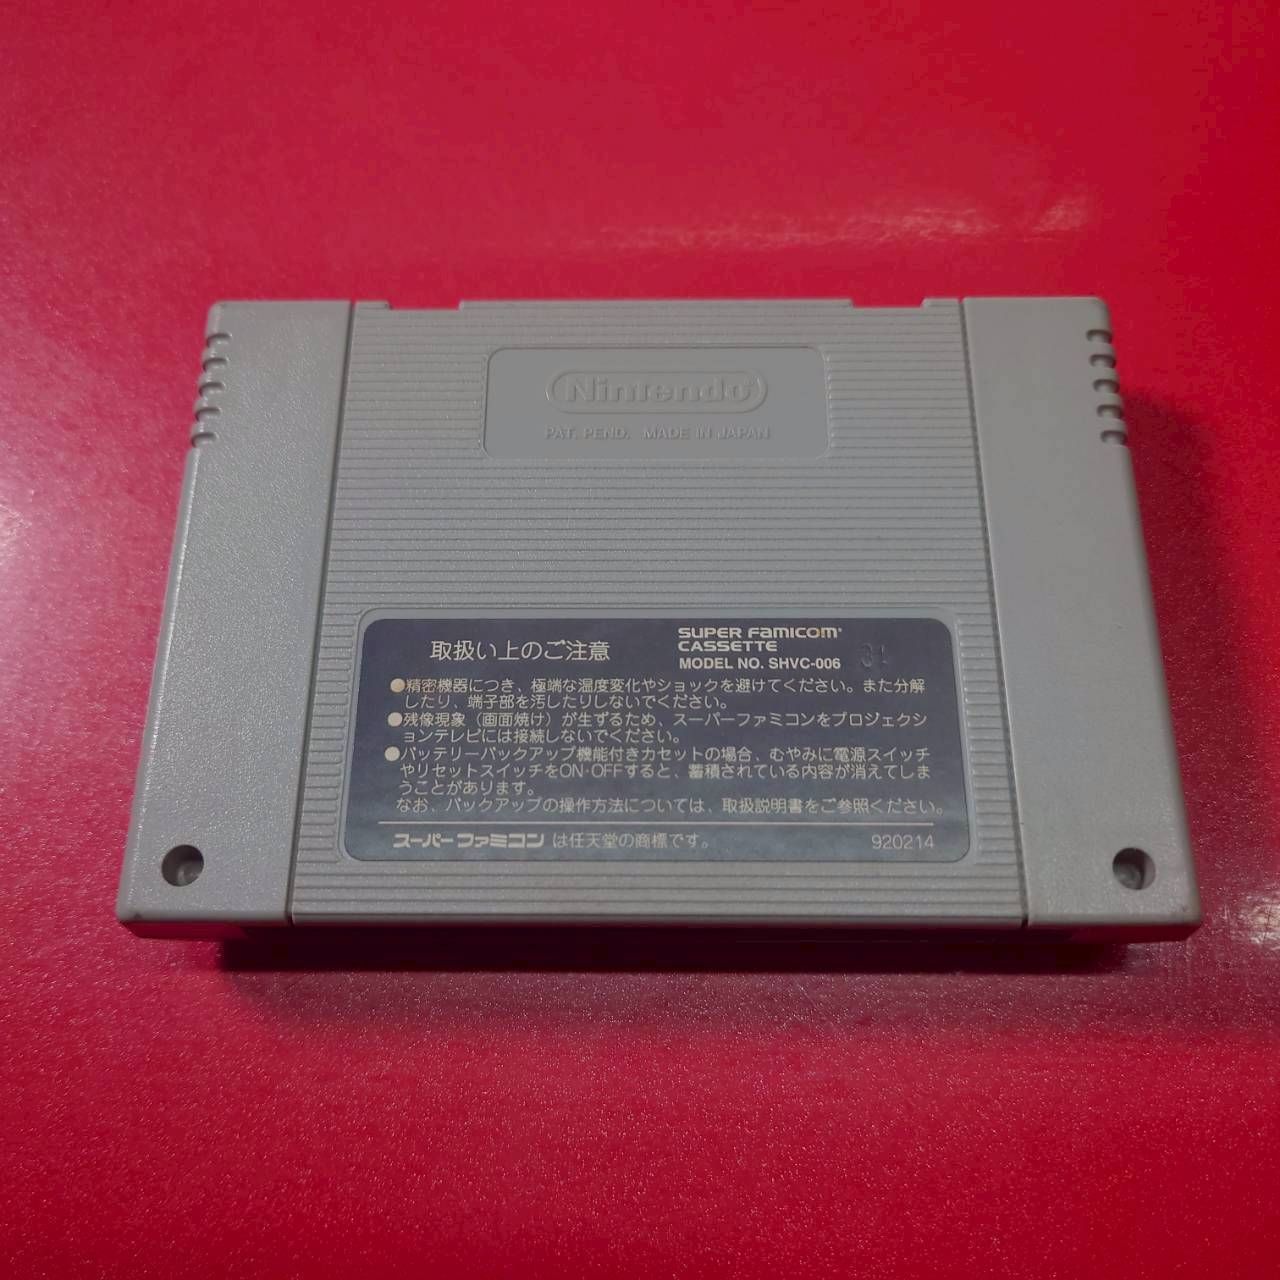 Nintendo
PAT. PEND. MADE IN JAPAN
取扱い上のご注意
SUPER FAMICOM
CASSETTE
MODEL NO. SHVC-006
●精密機器につき、極端な温度変化やショックを避けてください。また分解
したり、端子部を汚したりしないでください。
●残像現象（画面焼け）が生ずるため、スーパーファミコンをプロジェクシ
ョンテレビには接続しないでください。
●バッテリーバックアップ機能付きカセットの場合、むやみに電源スイッチ
やリセットスイッチをON・OFFすると、蓄積されている内容が消えてしま
うことがあります。
なお、バックアップの操作方法については、取扱説明書をご参照ください。
スーパーファミコン は任天堂の商標です。
920214